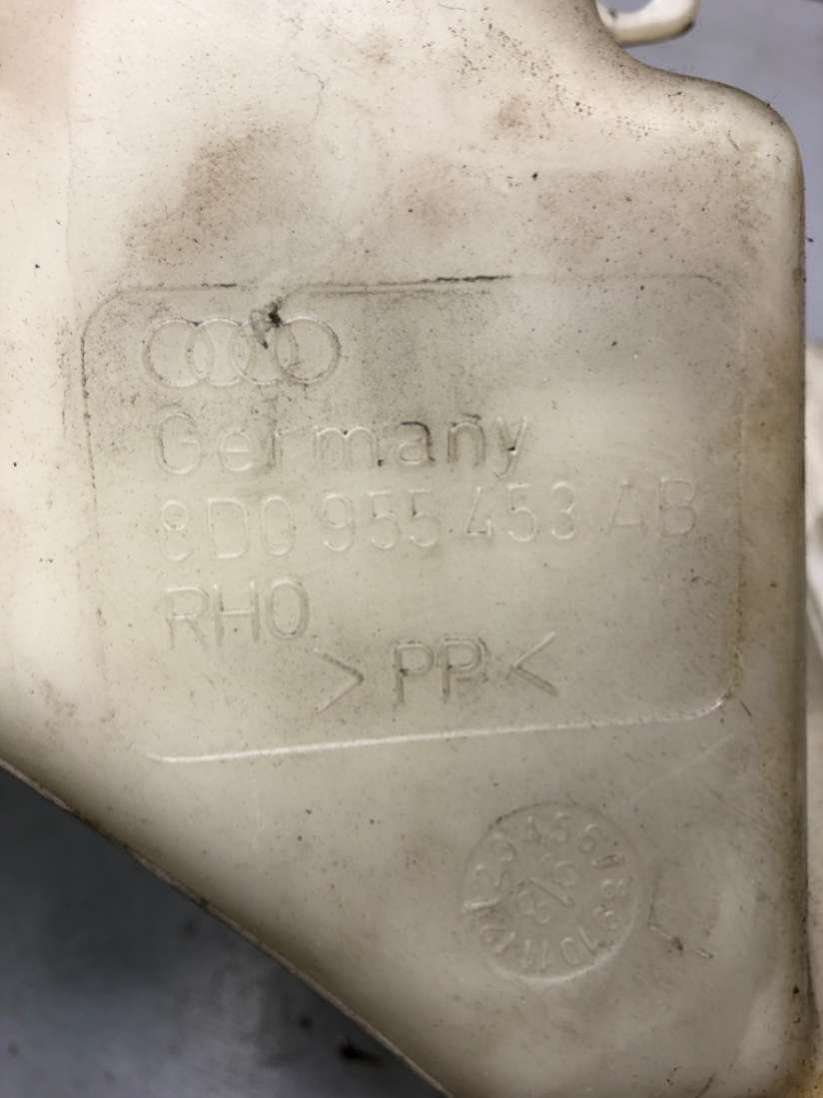 Germany
8D0 955 453 AB
RHO
>PP<